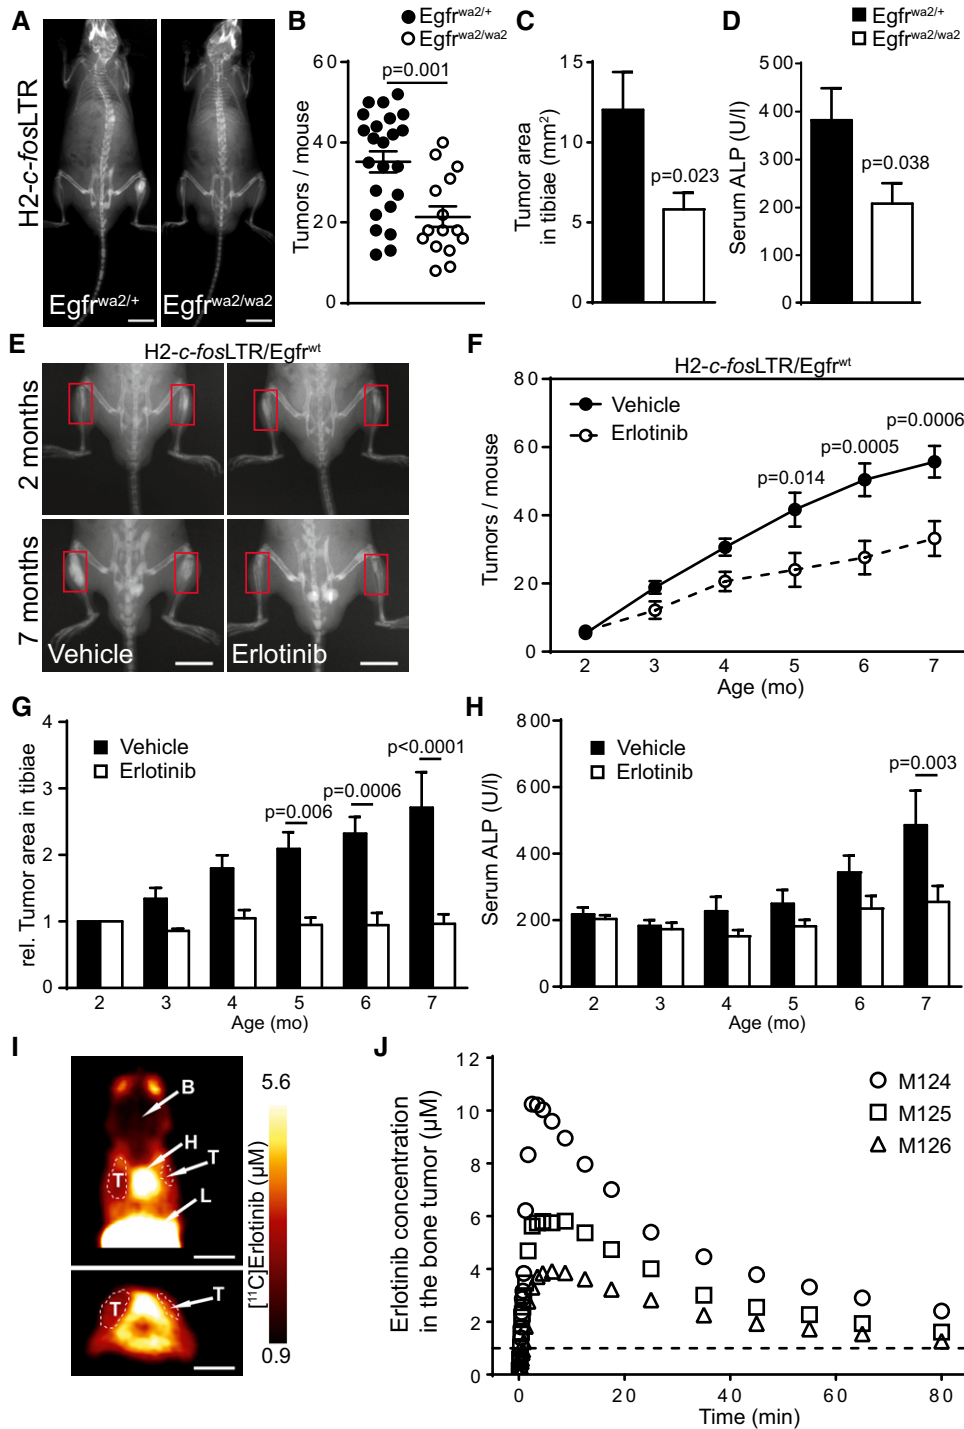 A
H2-c-fosLTR
Egfrwa2/+
Egfrwa2/wa2
B
Egfrwa2/+
Egfrwa2/wa2
Tumors / mouse
60
40
20
0
p=0.001
C
Tumor area
in tibiae (mm2)
15
10
5
0
p=0.023
D
Egfrwa2/+
Egfrwa2/wa2
Serum ALP (U/l)
500
400
300
200
100
0
p=0.038
E
H2-c-fosLTR/Egfrwt
2 months
7 months
Vehicle
Erlotinib
F
H2-c-fosLTR/Egfrwt
Tumors / mouse
80
60
40
20
0
Vehicle
Erlotinib
p=0.014
p=0.0005
p=0.0006
2 3 4 5 6 7
Age (mo)
G
rel. Tumor area in tibiae
4
3
2
1
0
Vehicle
Erlotinib
p=0.006
p=0.0006
p<0.0001
2 3 4 5 6 7
Age (mo)
H
Serum ALP (U/l)
800
600
400
200
0
Vehicle
Erlotinib
p=0.003
2 3 4 5 6 7
Age (mo)
I
B
H
T
T
L
T
T
5.6
[11C]Erlotinib (µM)
0.9
J
Erlotinib concentration
in the bone tumor (µM)
12
10
8
6
4
2
0
M124
M125
M126
0 20 40 60 80
Time (min)